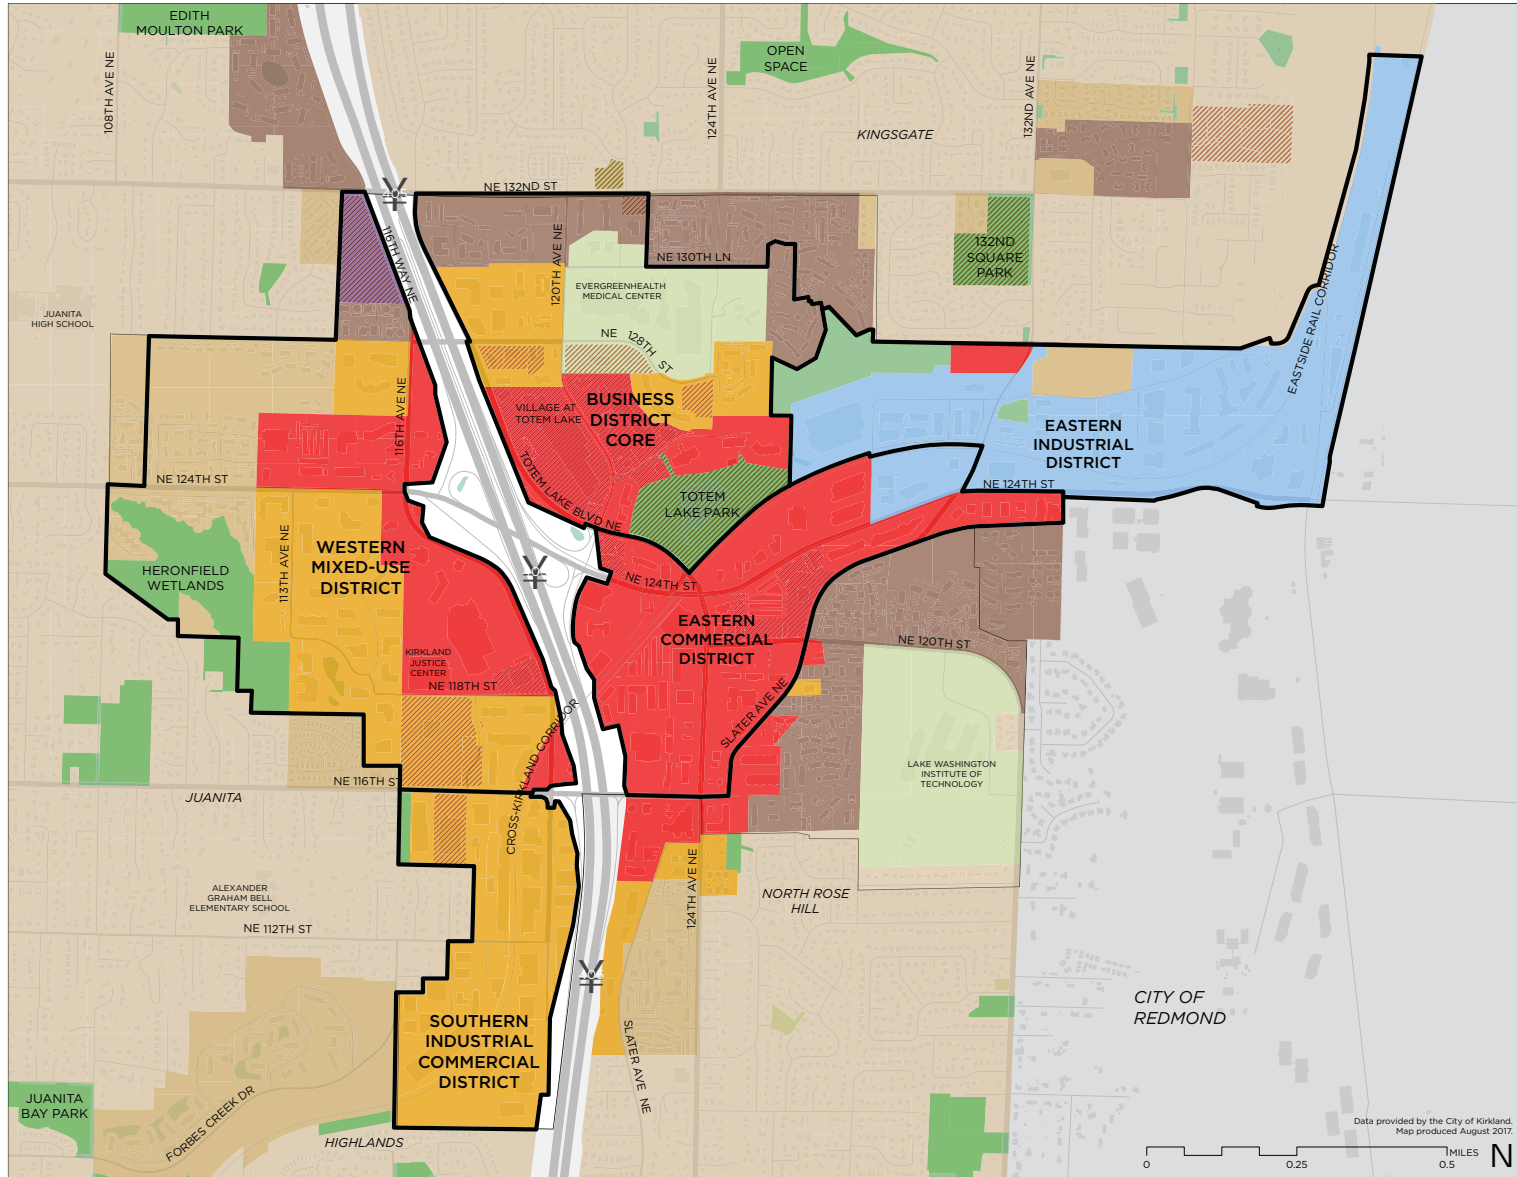 EDITH
MOULTON PARK
108TH AVE NE
124TH AVE NE
OPEN
SPACE
132ND AVE NE
KINGSGATE
NE 132ND ST
116TH WAY NE
120TH AVE NE
NE 130TH LN
132ND
SQUARE
PARK
EASTSIDE RAIL CORRIDOR
EVERGREENHEALTH
MEDICAL CENTER
JUANITA
HIGH SCHOOL
NE 128TH ST
116TH AVE NE
VILLAGE AT
TOTEM LAKE
BUSINESS
DISTRICT
CORE
EASTERN
INDUSTRIAL
DISTRICT
NE 124TH ST
TOTEM LAKE BLVD NE
TOTEM
LAKE PARK
NE 124TH ST
113TH AVE NE
WESTERN
MIXED-USE
DISTRICT
HERONFIELD
WETLANDS
NE 124TH ST
EASTERN
COMMERCIAL
DISTRICT
NE 120TH ST
KIRKLAND
JUSTICE
CENTER
NE 118TH ST
SLATER AVE NE
CROSS-KIRKLAND CORRIDOR
LAKE WASHINGTON
INSTITUTE OF
TECHNOLOGY
NE 116TH ST
JUANITA
ALEXANDER
GRAHAM BELL
ELEMENTARY SCHOOL
124TH AVE NE
NORTH ROSE
HILL
NE 112TH ST
CITY OF
REDMOND
SOUTHERN
INDUSTRIAL
COMMERCIAL
DISTRICT
SLATER AVE NE
JUANITA
BAY PARK
FORBES CREEK DR
HIGHLANDS
Data provided by the City of Kirkland.
Map produced August 2017.
MILES
N
0
0.25
0.5